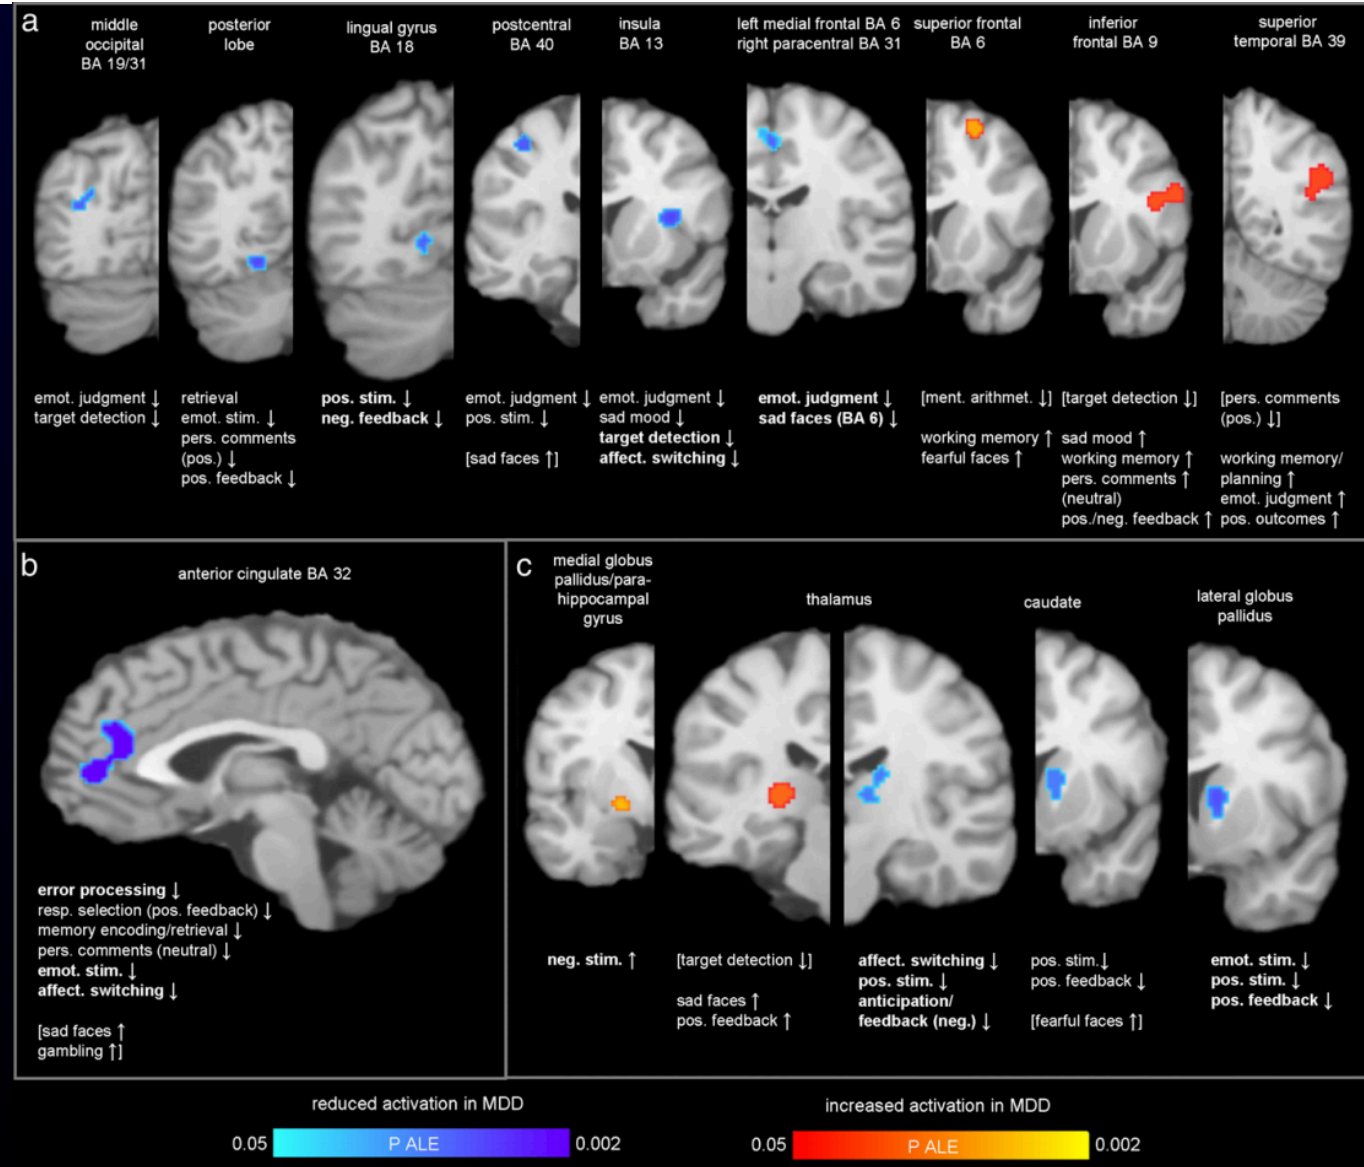 a
middle
occipital
BA 19/31
posterior
lobe
lingual gyrus
BA 18
postcentral
BA 40
insula
BA 13
left medial frontal BA 6
right paracentral BA 31
superior frontal
BA 6
inferior
frontal BA 9
superior
temporal BA 39
emot. judgment ↓
target detection ↓
retrieval
emot. stim. ↓
pers. comments
(pos.) ↓
pos. feedback ↓
pos. stim. ↓
neg. feedback ↓
emot. judgment ↓
pos. stim. ↓
[sad faces ↑]
emot. judgment ↓
sad mood ↓
target detection ↓
affect. switching ↓
emot. judgment ↓
sad faces (BA 6) ↓
[ment. arithmet. ↓]
working memory ↑
fearful faces ↑
[target detection ↓]
sad mood ↑
working memory ↑
pers. comments ↑
(neutral)
pos./neg. feedback ↑
[pers. comments
(pos.) ↓]
working memory/
planning ↑
emot. judgment ↑
pos. outcomes ↑
b
anterior cingulate BA 32
error processing ↓
resp. selection (pos. feedback) ↓
memory encoding/retrieval ↓
pers. comments (neutral) ↓
emot. stim. ↓
affect. switching ↓
[sad faces ↑
gambling ↑]
c
medial globus
pallidus/para-
hippocampal
gyrus
thalamus
caudate
lateral globus
pallidus
neg. stim. ↑
[target detection ↓]
sad faces ↑
pos. feedback ↑
affect. switching ↓
pos. stim. ↓
anticipation/
feedback (neg.) ↓
pos. stim.↓
pos. feedback ↓
[fearful faces ↑]
emot. stim. ↓
pos. stim. ↓
pos. feedback ↓
reduced activation in MDD
0.05 P ALE 0.002
increased activation in MDD
0.05 P ALE 0.002